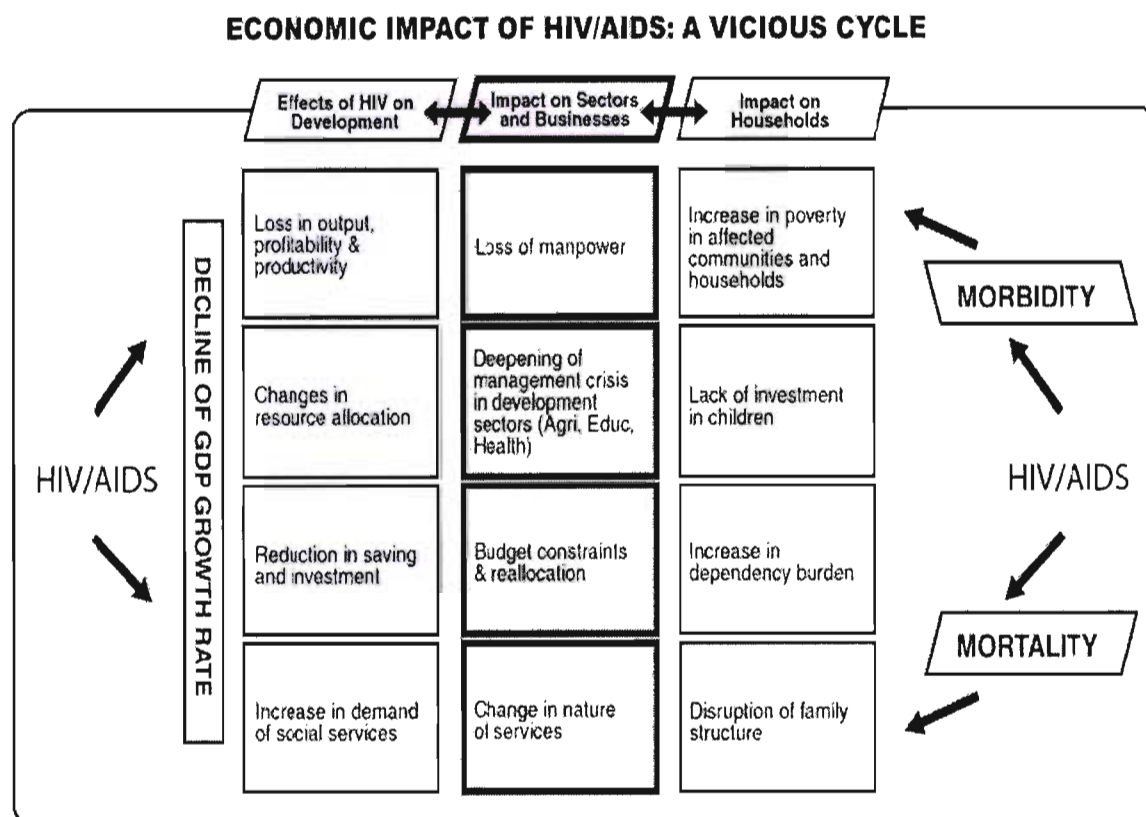 ECONOMIC IMPACT OF HIV/AIDS: A VICIOUS CYCLE
Effects of HIV on
Development
Impact on Sectors
and Businesses
Impact on
Households
DECLINE OF GDP GROWTH RATE
HIV/AIDS
Loss in output,
profitability &
productivity
Loss of manpower
Increase in poverty
in affected
communities and
households
Changes in
resource allocation
Deepening of
management crisis
in development
sectors (Agri, Educ,
Health)
Lack of investment
in children
Reduction in saving
and investment
Budget constraints
& reallocation
Increase in
dependency burden
Increase in demand
of social services
Change in nature
of services
Disruption of family
structure
MORBIDITY
HIV/AIDS
MORTALITY